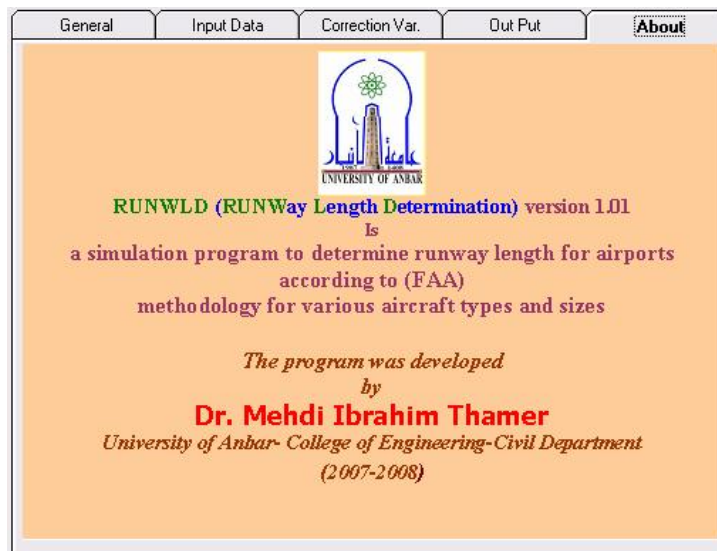 General Input Data Correction Var. Out Put About
جامعة الأنبار
UNIVERSITY OF ANBAR
RUNWLD (RUNWay Length Determination) version 1.01
Is
a simulation program to determine runway length for airports
according to (FAA)
methodology for various aircraft types and sizes
The program was developed
by
Dr. Mehdi Ibrahim Thamer
University of Anbar- College of Engineering-Civil Department
(2007-2008)